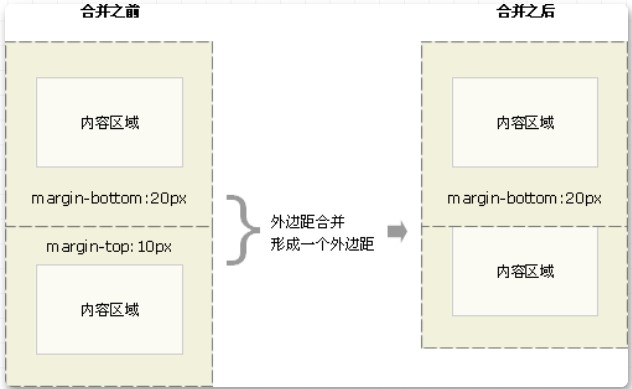 合并之前
合并之后
内容区域
margin-bottom:20px
margin-top:10px
内容区域
外边距合并
形成一个外边距
内容区域
margin-bottom:20px
内容区域